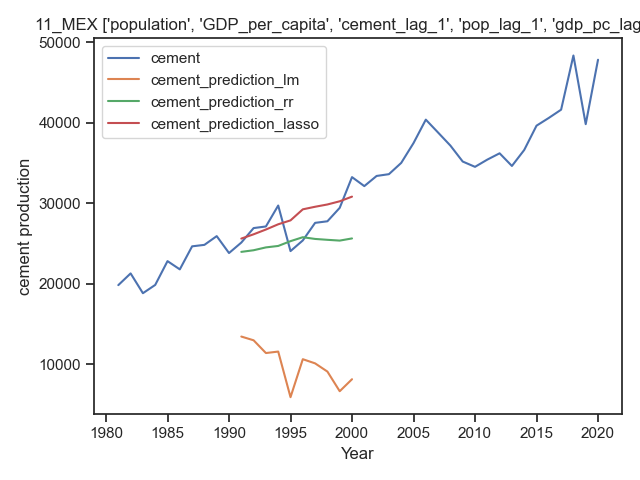 11_MEX ['population', 'GDP_per_capita', 'cement_lag_1', 'pop_lag_1', 'gdp_pc_lag
cement
cement_prediction_lm
cement_prediction_rr
cement_prediction_lasso
cement production
50000
40000
30000
20000
10000
1980 1985 1990 1995 2000 2005 2010 2015 2020
Year